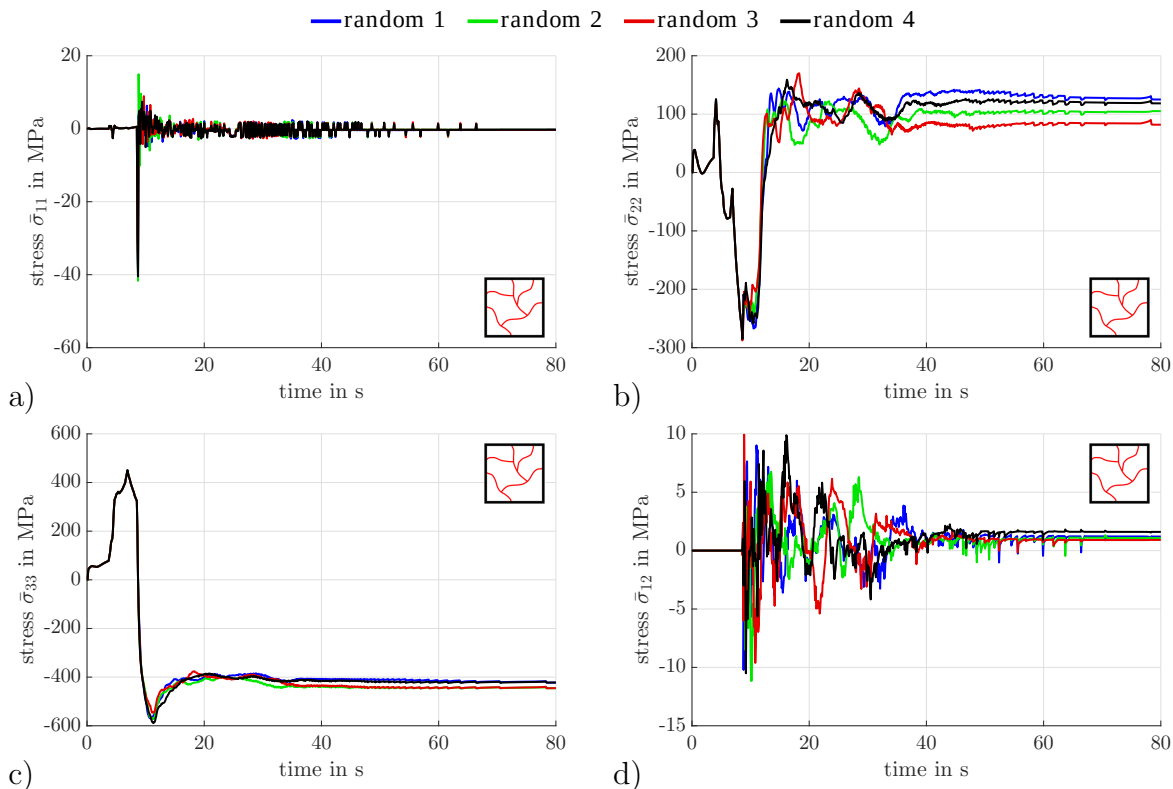 random 1 random 2 random 3 random 4
20
0
-20
-40
-60
stress σ̄₁₁ in MPa
0 20 40 60 80
time in s
a)
100
0
-100
-200
-300
stress σ̄₂₂ in MPa
0 20 40 60 80
time in s
b)
600
400
200
0
-200
-400
-600
stress σ̄₃₃ in MPa
0 20 40 60 80
time in s
c)
10
5
0
-5
-10
-15
stress σ̄₁₂ in MPa
0 20 40 60 80
time in s
d)